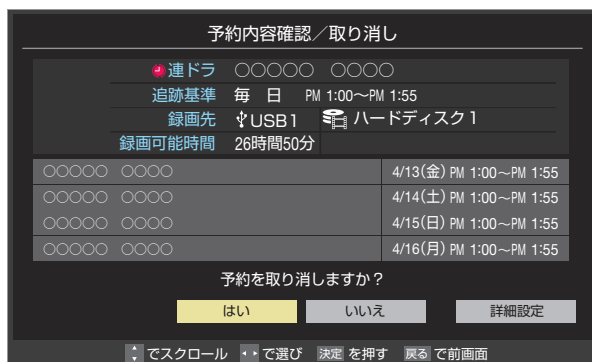 予約内容確認／取り消し
連ドラ ○○○○○ ○○○○
追跡基準 毎 日 PM 1:00～PM 1:55
録画先 USB1 ハードディスク1
録画可能時間 26時間50分
○○○○○ ○○○○ 4/13(金) PM 1:00～PM 1:55
○○○○○ ○○○○ 4/14(土) PM 1:00～PM 1:55
○○○○○ ○○○○ 4/15(日) PM 1:00～PM 1:55
○○○○○ ○○○○ 4/16(月) PM 1:00～PM 1:55
予約を取り消しますか？
はい いいえ 詳細設定
でスクロール で選び 決定 を押す 戻る で前画面